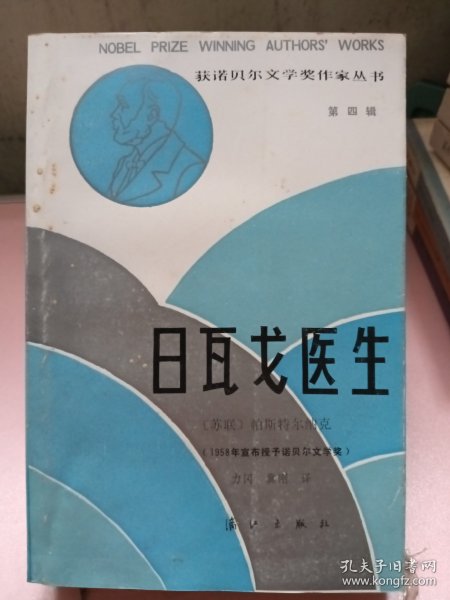 NOBEL PRIZE WINNING AUTHORS' WORKS
获诺贝尔文学奖作家丛书
第四辑
日瓦戈医生
〔苏联〕帕斯特尔纳克
(1958年宣布授予诺贝尔文学奖)
力冈 冀刚 译
漓江出版社
孔夫子旧书网
www.kongfz.com